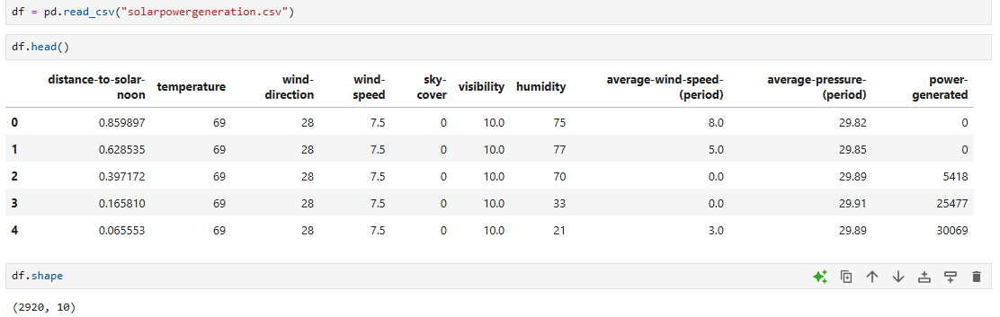 df = pd.read_csv("solarpowergeneration.csv")
df.head()
distance-to-solar-noon temperature wind-direction wind-speed sky-cover visibility humidity average-wind-speed-(period) average-pressure-(period) power-generated
0 0.859897 69 28 7.5 0 10.0 75 8.0 29.82 0
1 0.628535 69 28 7.5 0 10.0 77 5.0 29.85 0
2 0.397172 69 28 7.5 0 10.0 70 0.0 29.89 5418
3 0.165810 69 28 7.5 0 10.0 33 0.0 29.91 25477
4 0.065553 69 28 7.5 0 10.0 21 3.0 29.89 30069
df.shape
(2920, 10)